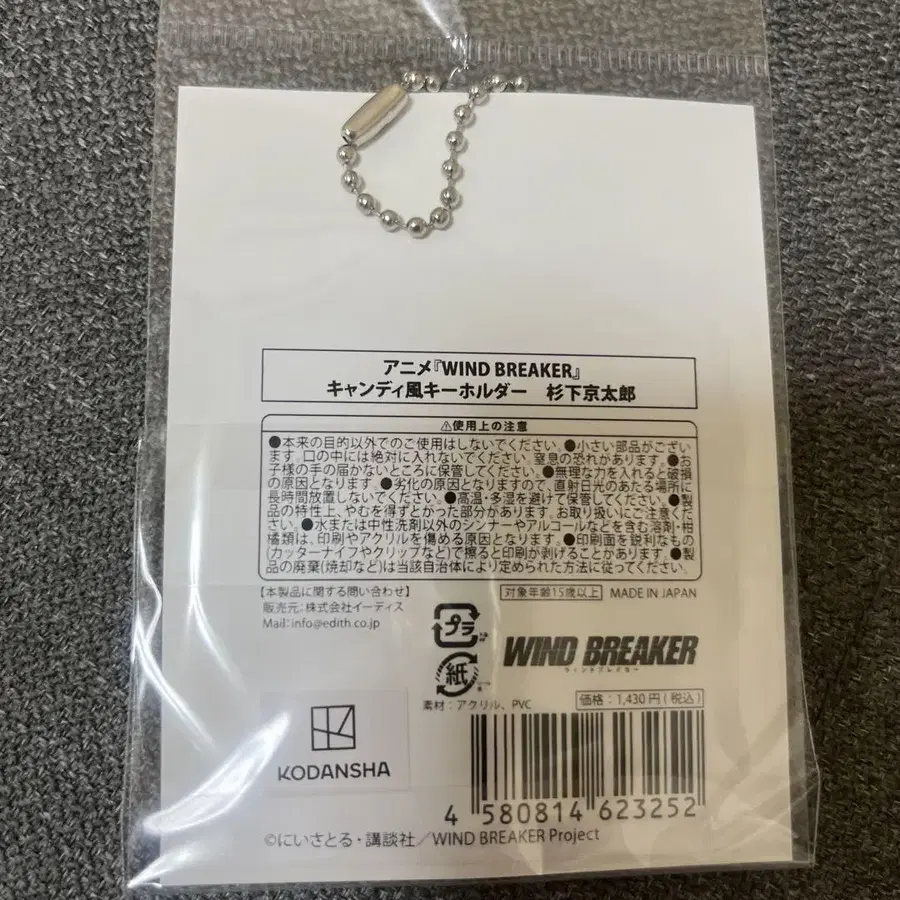 アニメ『WIND BREAKER』
キャンディ風キーホルダー　杉下京太郎
⚠使用上の注意
●本来の目的以外でのご使用はしないでください。●小さい部品がござい
ます。口の中には絶対に入れないでください、窒息の恐れがあります。●お
子様の手の届かないところに保管してください。●無理な力を入れると破損
の原因となります。●劣化の原因となりますので、直射日光のあたる場所に
長時間放置しないでください。●高温・多湿を避けて保管してください。●製
品の特性上、やむを得ずとがった部分があります。お取り扱いにご注意くださ
い。●水または中性洗剤以外のシンナーやアルコールなどを含む溶剤・柑
橘類は、印刷やアクリルを傷める原因となります。●印刷面を鋭利なもの
(カッターナイフやクリップなど)で擦ると印刷が剥げることがあります。●製
品の廃棄(焼却など)は当該自治体により定められた方法に従ってください。
【本製品に関する問い合わせ】
販売元：株式会社イーディス
Mail：info@edith.co.jp
対象年齢15歳以上 MADE IN JAPAN
プラ
紙
WIND BREAKER
ウィンドブレイカー
素材：アクリル、PVC
価格：1,430円(税込)
KODANSHA
4 580814 623252
©にいさとる・講談社／WIND BREAKER Project